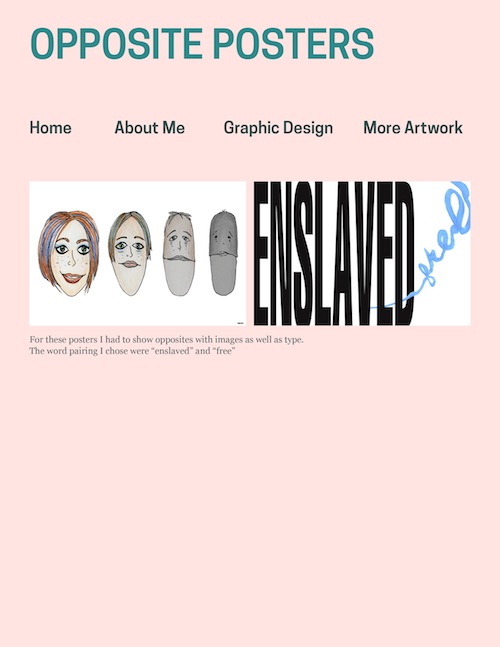 OPPOSITE POSTERS
Home About Me Graphic Design More Artwork
ENSLAVED
free
For these posters I had to show opposites with images as well as type.
The word pairing I chose were “enslaved” and “free”